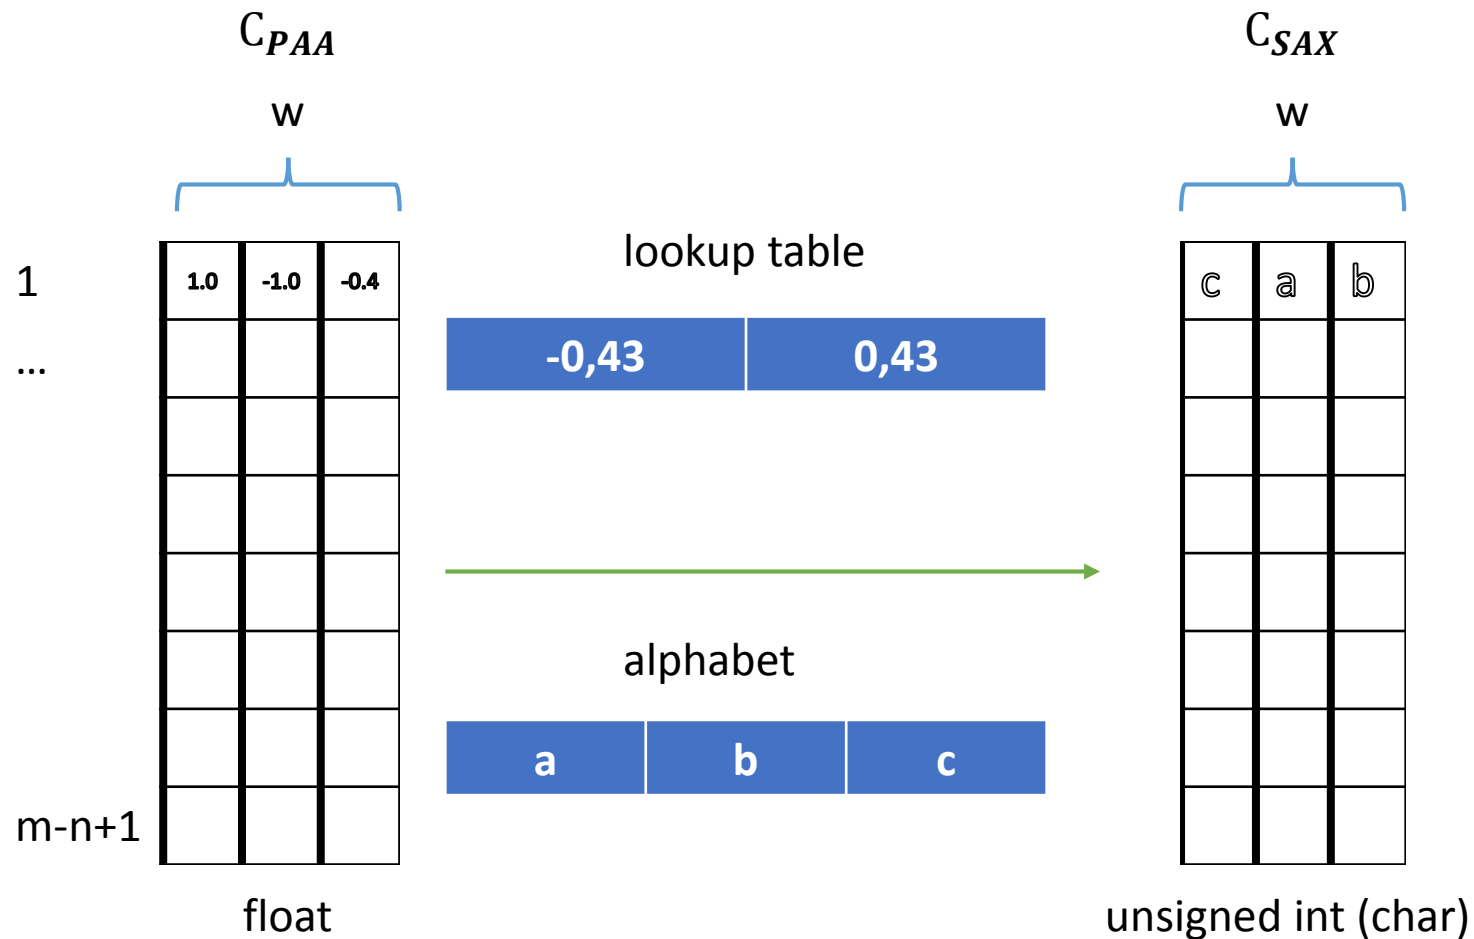 C_PAA
C_SAX
w
w
lookup table
1
1.0 -1.0 -0.4
c a b
...
-0,43 0,43
alphabet
a b c
m-n+1
float
unsigned int (char)